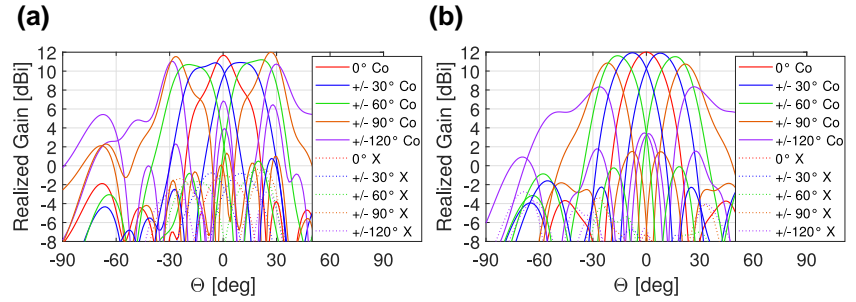 (a)
(b)
Realized Gain [dBi]
12
10
8
6
4
2
0
-2
-4
-6
-8
-90
-60
-30
0
30
60
90
Θ [deg]
0° Co
+/- 30° Co
+/- 60° Co
+/- 90° Co
+/-120° Co
0° X
+/-30° X
+/- 60° X
+/- 90° X
+/-120° X
Realized Gain [dBi]
12
10
8
6
4
2
0
-2
-4
-6
-8
-90
-60
-30
0
30
60
90
Θ [deg]
0° Co
+/- 30° Co
+/- 60° Co
+/- 90° Co
+/-120° Co
0° X
+/-30° X
+/- 60° X
+/- 90° X
+/-120° X